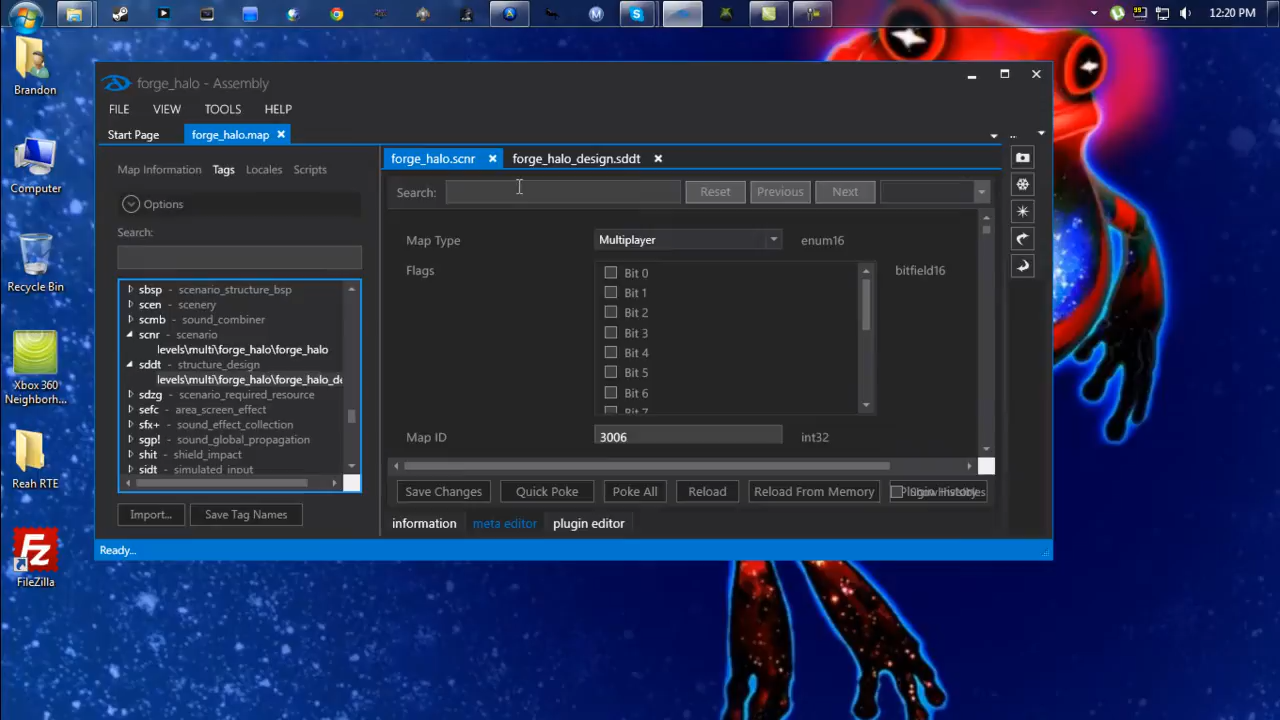 12:20 PM
Brandon
Computer
Recycle Bin
Xbox 360
Neighborh...
Reah RTE
FileZilla
forge_halo - Assembly
FILE VIEW TOOLS HELP
Start Page forge_halo.map
Map Information Tags Locales Scripts
Options
Search:
sbsp - scenario_structure_bsp
scen - scenery
scmb - sound_combiner
scnr - scenario
levels\multi\forge_halo\forge_halo
sddt - structure_design
levels\multi\forge_halo\forge_halo_de
sdzg - scenario_required_resource
sefc - area_screen_effect
sfx+ - sound_effect_collection
sgp! - sound_global_propagation
shit - shield_impact
sidt - simulated_input
Import... Save Tag Names
forge_halo.scnr forge_halo_design.sddt
Search: Reset Previous Next
Map Type Multiplayer enum16
Flags bitfield16
Bit 0
Bit 1
Bit 2
Bit 3
Bit 4
Bit 5
Bit 6
Bit 7
Map ID 3006 int32
Save Changes Quick Poke Poke All Reload Reload From Memory
information meta editor plugin editor
Ready...